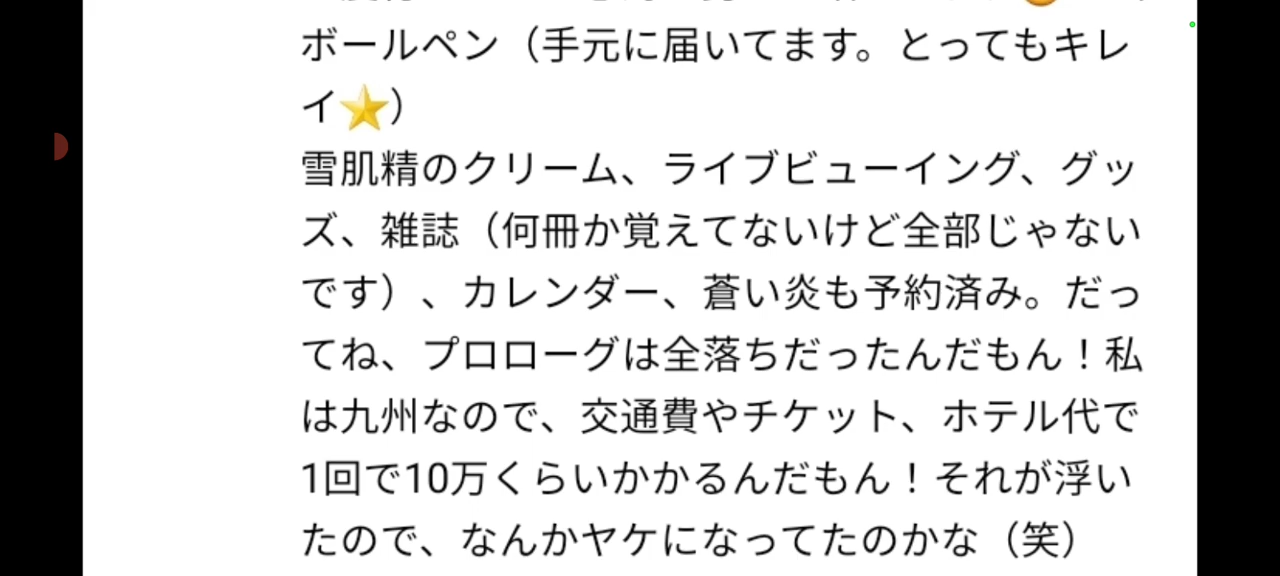 ボールペン（手元に届いてます。とってもキレ
イ⭐）
雪肌精のクリーム、ライブビューイング、グッ
ズ、雑誌（何冊か覚えてないけど全部じゃない
です）、カレンダー、蒼い炎も予約済み。だっ
てね、プロローグは全落ちだったんだもん！私
は九州なので、交通費やチケット、ホテル代で
1回で10万くらいかかるんだもん！それが浮い
たので、なんかヤケになってたのかな（笑）